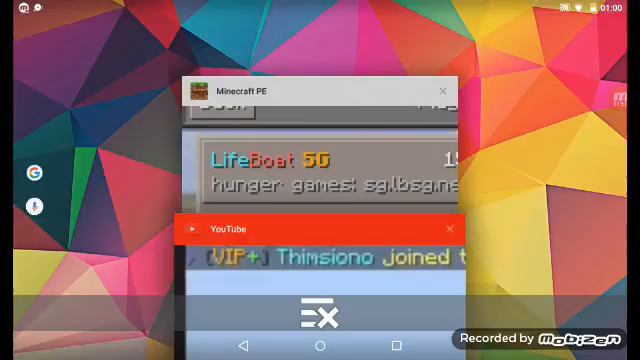 01:00
Minecraft PE
LifeBoat SG
hunger games: sg.lbsg.ne
YouTube
[VIP+] Thimsiono joined t
Recorded by MOBIZEN